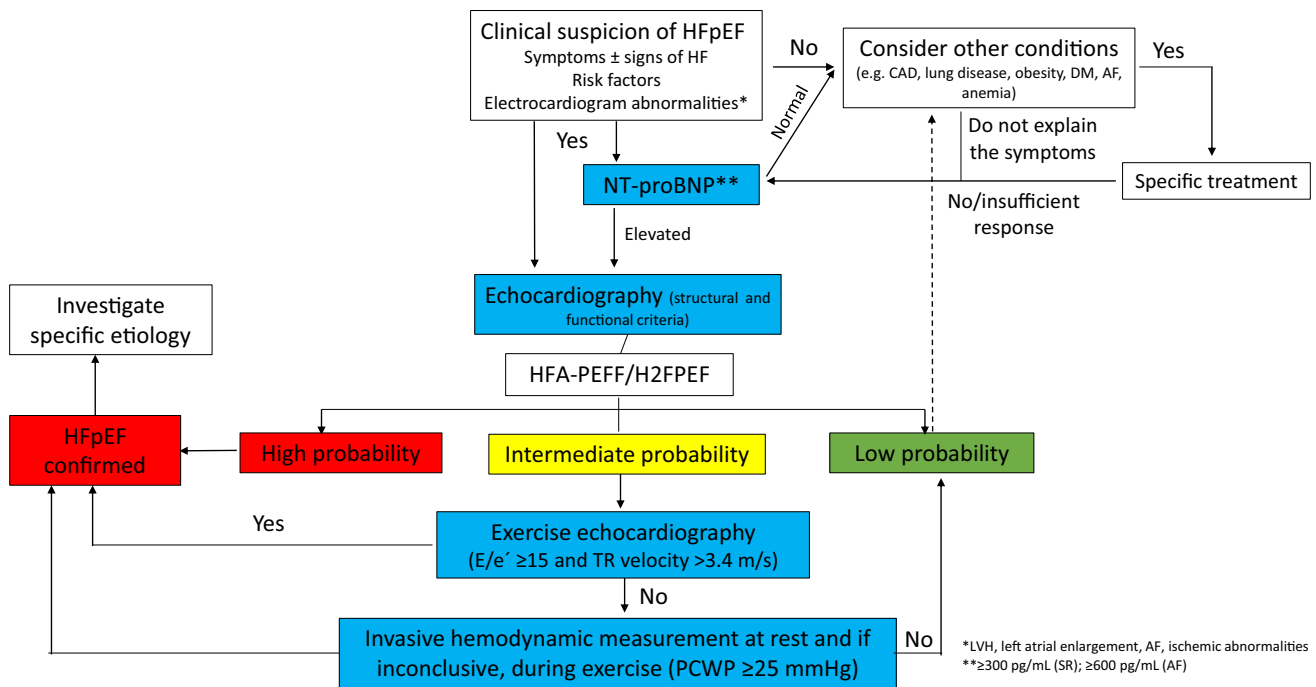 Clinical suspicion of HFpEF
Symptoms ± signs of HF
Risk factors
Electrocardiogram abnormalities*
No
Consider other conditions
(e.g. CAD, lung disease, obesity, DM, AF,
anemia)
Yes
Yes
Normal
Do not explain
the symptoms
NT-proBNP**
Specific treatment
No/insufficient
response
Elevated
Echocardiography (structural and
functional criteria)
Investigate
specific etiology
HFA-PEFF/H2FPEF
HFpEF
confirmed
High probability
Intermediate probability
Low probability
Yes
Exercise echocardiography
(E/e´ ≥15 and TR velocity >3.4 m/s)
No
Invasive hemodynamic measurement at rest and if
inconclusive, during exercise (PCWP ≥25 mmHg)
No
*LVH, left atrial enlargement, AF, ischemic abnormalities
**≥300 pg/mL (SR); ≥600 pg/mL (AF)